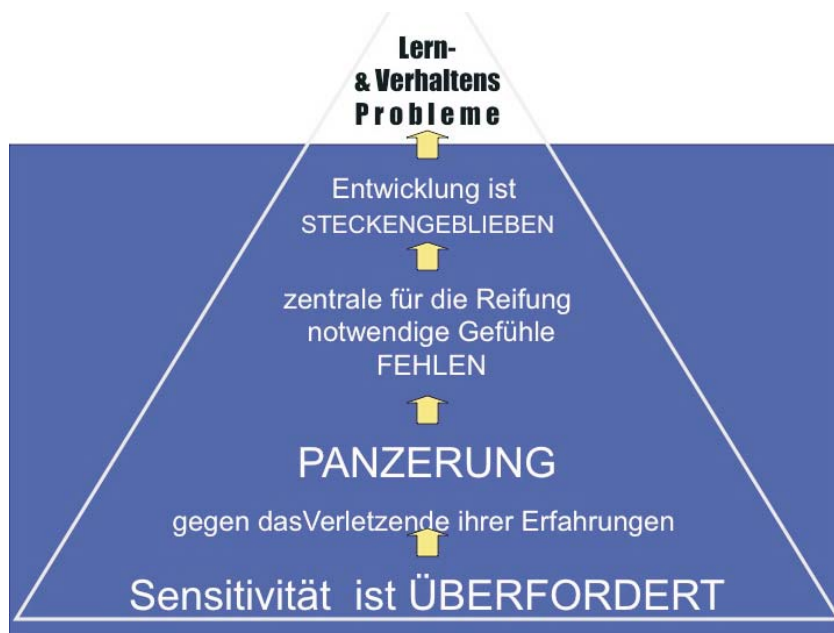 Lern-
& Verhaltens
Probleme
Entwicklung ist
STECKENGEBLIEBEN
zentrale für die Reifung
notwendige Gefühle
FEHLEN
PANZERUNG
gegen dasVerletzende ihrer Erfahrungen
Sensitivität ist ÜBERFORDERT